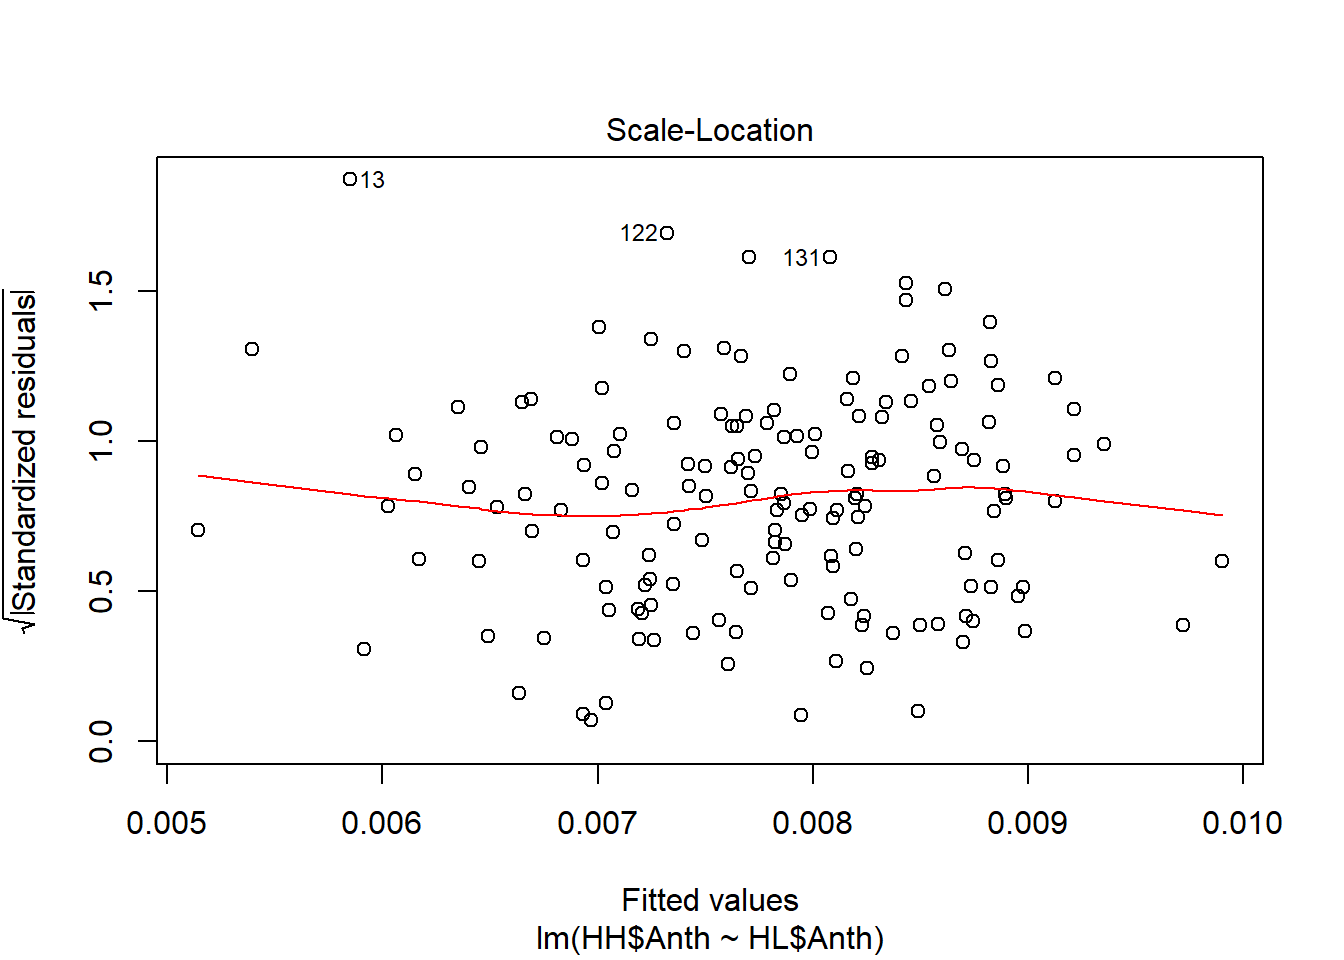 Scale-Location
13
122
131
√|Standardized residuals|
1.5
1.0
0.5
0.0
0.005 0.006 0.007 0.008 0.009 0.010
Fitted values
lm(HH$Anth ~ HL$Anth)